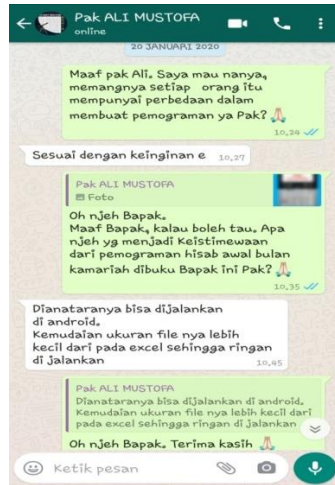 Pak ALI MUSTOFA
online
20 JANUARI 2020
Maaf pak Ali. Saya mau nanya,
memangnya setiap orang itu
mempunyai perbedaan dalam
membuat pemograman ya Pak? 🙏🏻
10,24
Sesuai dengan keinginan e 10,27
Pak ALI MUSTOFA
Foto
Oh njeh Bapak.
Maaf Bapak, kalau boleh tau. Apa
njeh yg menjadi Keistimewaan
dari pemograman hisab awal bulan
kamariah dibuku Bapak ini Pak? 🙏🏻
10,35
Dianataranya bisa dijalankan
di android.
Kemudaian ukuran file nya lebih
kecil dari pada excel sehingga ringan
di jalankan 10,45
Pak ALI MUSTOFA
Dianataranya bisa dijalankan di android.
Kemudaian ukuran file nya lebih kecil dari
pada excel sehingga ringan di jalankan
Oh njeh Bapak. Terima kasih 🙏🏻
Ketik pesan